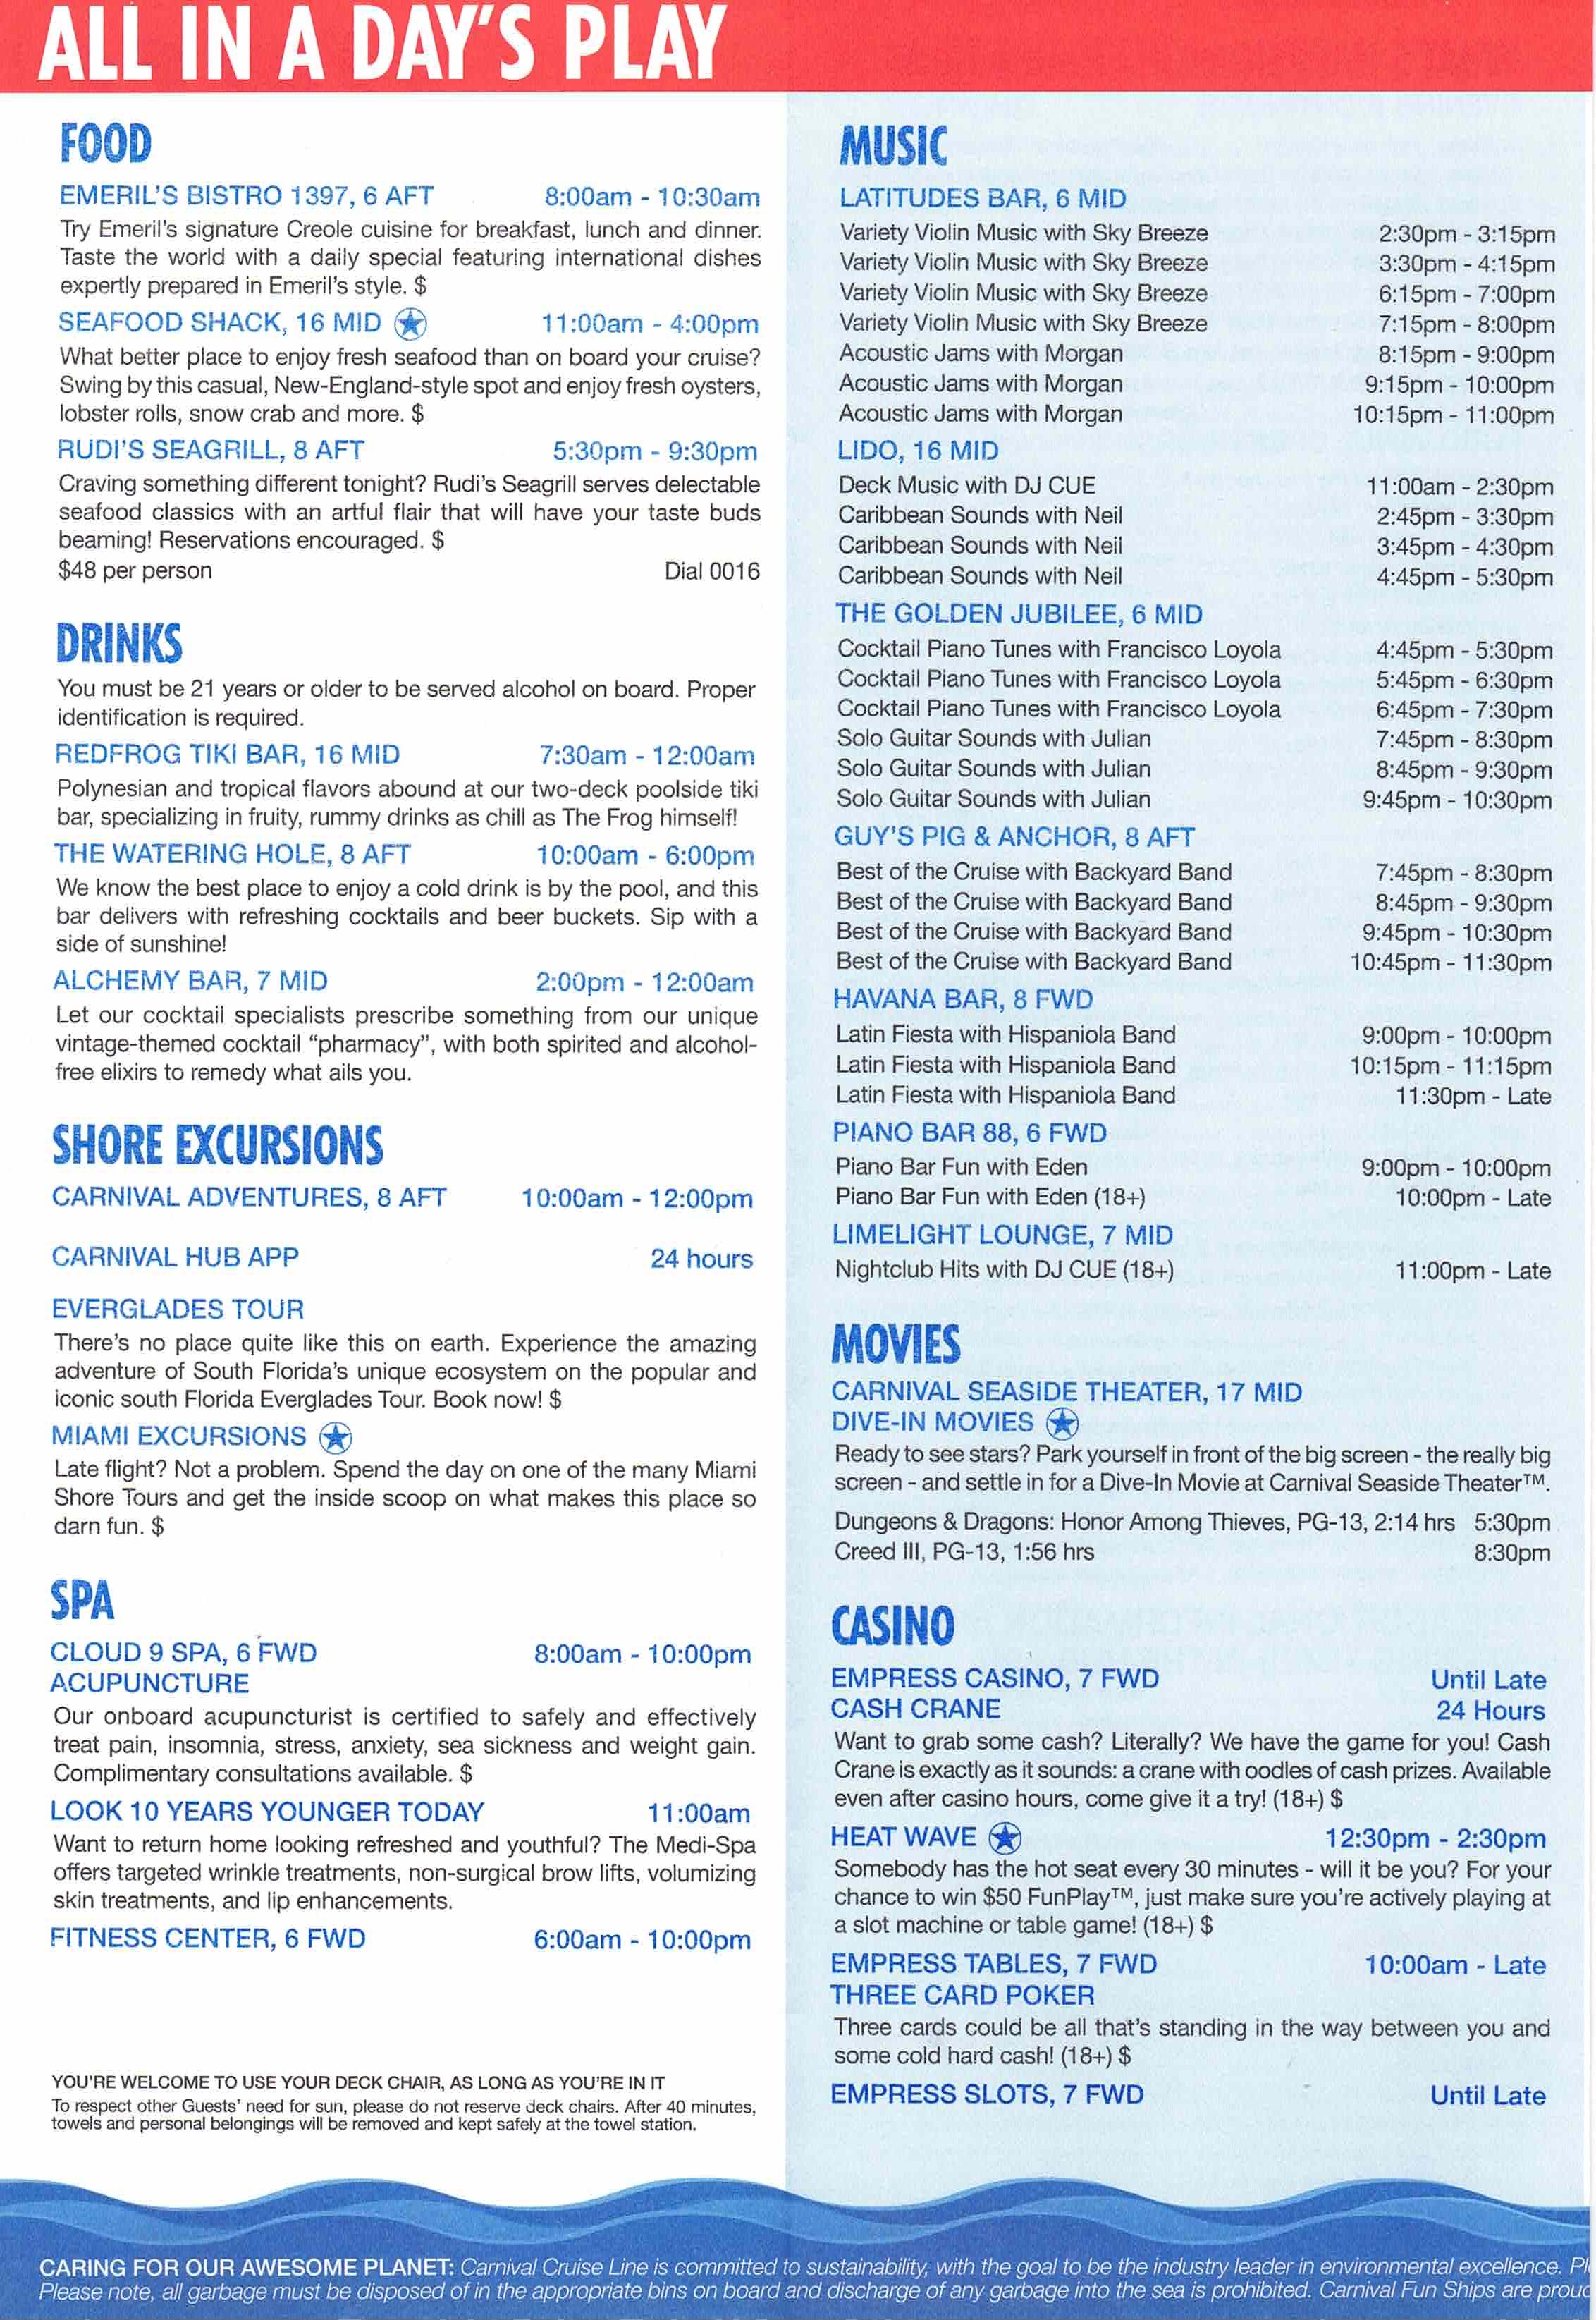 ALL IN A DAY'S PLAY
FOOD
EMERIL'S BISTRO 1397, 6 AFT 8:00am - 10:30am
Try Emeril's signature Creole cuisine for breakfast, lunch and dinner.
Taste the world with a daily special featuring international dishes
expertly prepared in Emeril's style. $
SEAFOOD SHACK, 16 MID 11:00am - 4:00pm
What better place to enjoy fresh seafood than on board your cruise?
Swing by this casual, New-England-style spot and enjoy fresh oysters,
lobster rolls, snow crab and more. $
RUDI'S SEAGRILL, 8 AFT 5:30pm - 9:30pm
Craving something different tonight? Rudi's Seagrill serves delectable
seafood classics with an artful flair that will have your taste buds
beaming! Reservations encouraged. $
$48 per person Dial 0016
DRINKS
You must be 21 years or older to be served alcohol on board. Proper
identification is required.
REDFROG TIKI BAR, 16 MID 7:30am - 12:00am
Polynesian and tropical flavors abound at our two-deck poolside tiki
bar, specializing in fruity, rummy drinks as chill as The Frog himself!
THE WATERING HOLE, 8 AFT 10:00am - 6:00pm
We know the best place to enjoy a cold drink is by the pool, and this
bar delivers with refreshing cocktails and beer buckets. Sip with a
side of sunshine!
ALCHEMY BAR, 7 MID 2:00pm - 12:00am
Let our cocktail specialists prescribe something from our unique
vintage-themed cocktail “pharmacy”, with both spirited and alcohol-
free elixirs to remedy what ails you.
SHORE EXCURSIONS
CARNIVAL ADVENTURES, 8 AFT 10:00am - 12:00pm
CARNIVAL HUB APP 24 hours
EVERGLADES TOUR
There's no place quite like this on earth. Experience the amazing
adventure of South Florida's unique ecosystem on the popular and
iconic south Florida Everglades Tour. Book now! $
MIAMI EXCURSIONS
Late flight? Not a problem. Spend the day on one of the many Miami
Shore Tours and get the inside scoop on what makes this place so
darn fun. $
SPA
CLOUD 9 SPA, 6 FWD 8:00am - 10:00pm
ACUPUNCTURE
Our onboard acupuncturist is certified to safely and effectively
treat pain, insomnia, stress, anxiety, sea sickness and weight gain.
Complimentary consultations available. $
LOOK 10 YEARS YOUNGER TODAY 11:00am
Want to return home looking refreshed and youthful? The Medi-Spa
offers targeted wrinkle treatments, non-surgical brow lifts, volumizing
skin treatments, and lip enhancements.
FITNESS CENTER, 6 FWD 6:00am - 10:00pm
YOU'RE WELCOME TO USE YOUR DECK CHAIR, AS LONG AS YOU'RE IN IT
To respect other Guests' need for sun, please do not reserve deck chairs. After 40 minutes,
towels and personal belongings will be removed and kept safely at the towel station.
MUSIC
LATITUDES BAR, 6 MID
Variety Violin Music with Sky Breeze 2:30pm - 3:15pm
Variety Violin Music with Sky Breeze 3:30pm - 4:15pm
Variety Violin Music with Sky Breeze 6:15pm - 7:00pm
Variety Violin Music with Sky Breeze 7:15pm - 8:00pm
Acoustic Jams with Morgan 8:15pm - 9:00pm
Acoustic Jams with Morgan 9:15pm - 10:00pm
Acoustic Jams with Morgan 10:15pm - 11:00pm
LIDO, 16 MID
Deck Music with DJ CUE 11:00am - 2:30pm
Caribbean Sounds with Neil 2:45pm - 3:30pm
Caribbean Sounds with Neil 3:45pm - 4:30pm
Caribbean Sounds with Neil 4:45pm - 5:30pm
THE GOLDEN JUBILEE, 6 MID
Cocktail Piano Tunes with Francisco Loyola 4:45pm - 5:30pm
Cocktail Piano Tunes with Francisco Loyola 5:45pm - 6:30pm
Cocktail Piano Tunes with Francisco Loyola 6:45pm - 7:30pm
Solo Guitar Sounds with Julian 7:45pm - 8:30pm
Solo Guitar Sounds with Julian 8:45pm - 9:30pm
Solo Guitar Sounds with Julian 9:45pm - 10:30pm
GUY'S PIG & ANCHOR, 8 AFT
Best of the Cruise with Backyard Band 7:45pm - 8:30pm
Best of the Cruise with Backyard Band 8:45pm - 9:30pm
Best of the Cruise with Backyard Band 9:45pm - 10:30pm
Best of the Cruise with Backyard Band 10:45pm - 11:30pm
HAVANA BAR, 8 FWD
Latin Fiesta with Hispaniola Band 9:00pm - 10:00pm
Latin Fiesta with Hispaniola Band 10:15pm - 11:15pm
Latin Fiesta with Hispaniola Band 11:30pm - Late
PIANO BAR 88, 6 FWD
Piano Bar Fun with Eden 9:00pm - 10:00pm
Piano Bar Fun with Eden (18+) 10:00pm - Late
LIMELIGHT LOUNGE, 7 MID
Nightclub Hits with DJ CUE (18+) 11:00pm - Late
MOVIES
CARNIVAL SEASIDE THEATER, 17 MID
DIVE-IN MOVIES
Ready to see stars? Park yourself in front of the big screen - the really big
screen - and settle in for a Dive-In Movie at Carnival Seaside Theater™.
Dungeons & Dragons: Honor Among Thieves, PG-13, 2:14 hrs 5:30pm
Creed III, PG-13, 1:56 hrs 8:30pm
CASINO
EMPRESS CASINO, 7 FWD Until Late
CASH CRANE 24 Hours
Want to grab some cash? Literally? We have the game for you! Cash
Crane is exactly as it sounds: a crane with oodles of cash prizes. Available
even after casino hours, come give it a try! (18+) $
HEAT WAVE 12:30pm - 2:30pm
Somebody has the hot seat every 30 minutes - will it be you? For your
chance to win $50 FunPlay™, just make sure you're actively playing at
a slot machine or table game! (18+) $
EMPRESS TABLES, 7 FWD 10:00am - Late
THREE CARD POKER
Three cards could be all that's standing in the way between you and
some cold hard cash! (18+) $
EMPRESS SLOTS, 7 FWD Until Late
CARING FOR OUR AWESOME PLANET: Carnival Cruise Line is committed to sustainability, with the goal to be the industry leader in environmental excellence.
Please note, all garbage must be disposed of in the appropriate bins on board and discharge of any garbage into the sea is prohibited. Carnival Fun Ships are